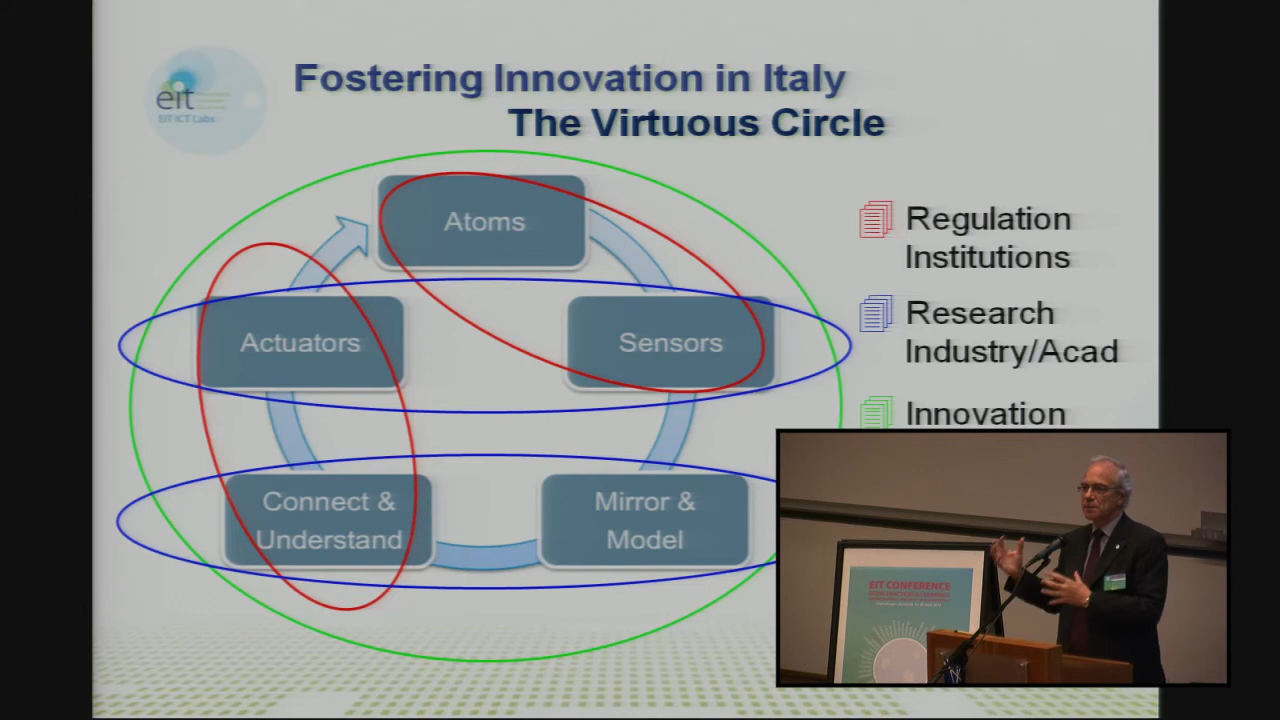 eit
EIT ICT Labs
Fostering Innovation in Italy
The Virtuous Circle
Atoms
Actuators
Sensors
Connect &
Understand
Mirror &
Model
Regulation
Institutions
Research
Industry/Acad
Innovation
EIT CONFERENCE